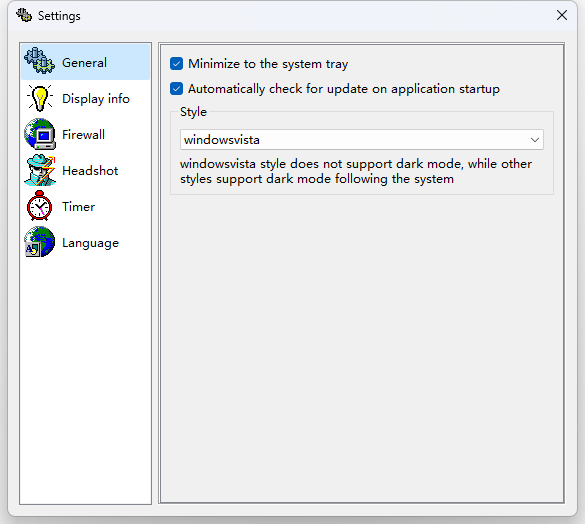 Settings
General
Display info
Firewall
Headshot
Timer
Language
Minimize to the system tray
Automatically check for update on application startup
Style
windowsvista
windowsvista style does not support dark mode, while other
styles support dark mode following the system